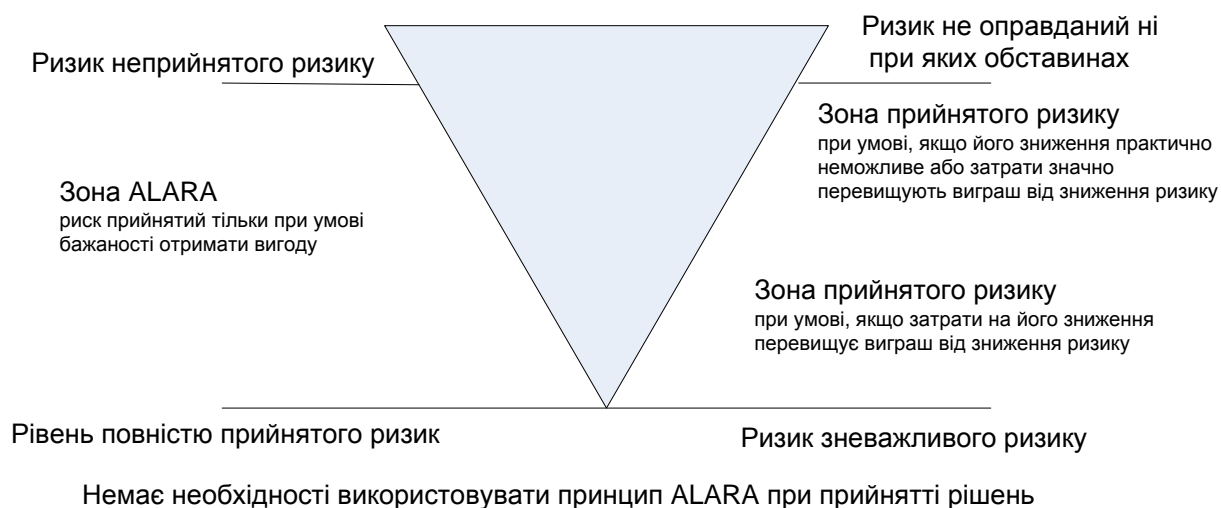 Ризик неприйнятого ризику
Ризик не оправданий ні
при яких обставинах
Зона прийнятого ризику
при умові, якщо його зниження практично
неможливе або затрати значно
перевищують виграш від зниження ризику
Зона ALARA
риск прийнятий тільки при умові
бажаності отримати вигоду
Зона прийнятого ризику
при умові, якщо затрати на його зниження
перевищує виграш від зниження ризику
Рівень повністю прийнятого ризик
Ризик зневажливого ризику
Немає необхідності використовувати принцип ALARA при прийнятті рішень